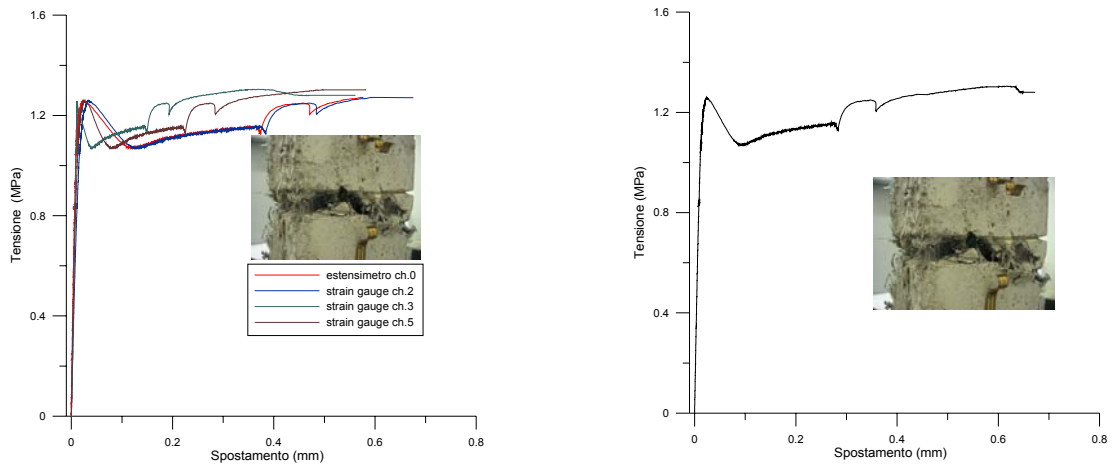 1.6
1.2
0.8
0.4
0
Tensione (MPa)
0
0.2
0.4
0.6
0.8
Spostamento (mm)
estensimetro ch.0
strain gauge ch.2
strain gauge ch.3
strain gauge ch.5
1.6
1.2
0.8
0.4
0
Tensione (MPa)
0
0.2
0.4
0.6
0.8
Spostamento (mm)